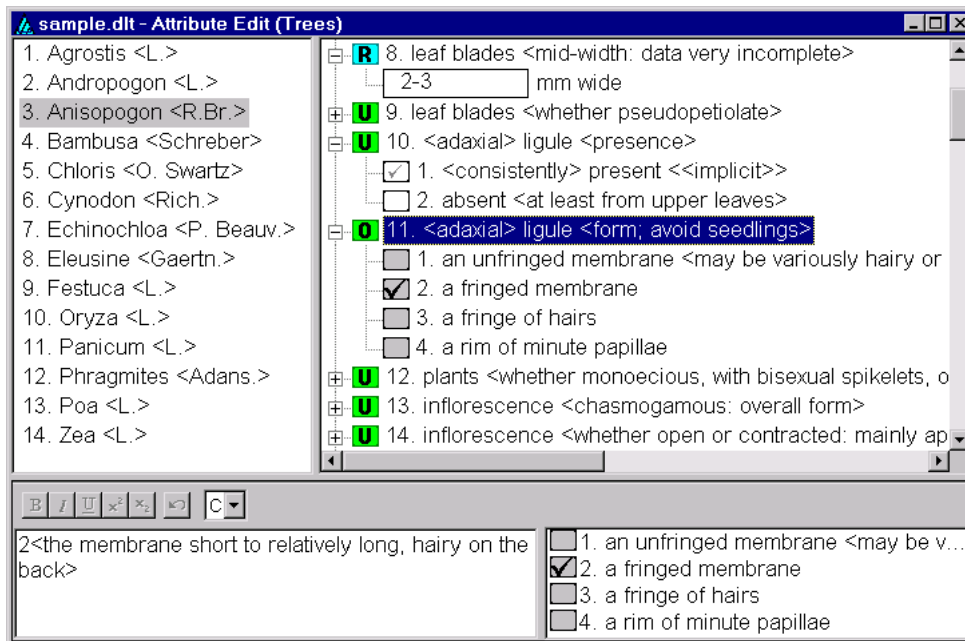 sample.dlt - Attribute Edit (Trees)
1. Agrostis <L.>
2. Andropogon <L.>
3. Anisopogon <R.Br.>
4. Bambusa <Schreber>
5. Chloris <O. Swartz>
6. Cynodon <Rich.>
7. Echinochloa <P. Beauv.>
8. Eleusine <Gaertn.>
9. Festuca <L.>
10. Oryza <L.>
11. Panicum <L.>
12. Phragmites <Adans.>
13. Poa <L.>
14. Zea <L.>
R 8. leaf blades <mid-width: data very incomplete>
2-3 mm wide
U 9. leaf blades <whether pseudopetiolate>
U 10. <adaxial> ligule <presence>
1. <consistently> present <<implicit>>
2. absent <at least from upper leaves>
O 11. <adaxial> ligule <form; avoid seedlings>
1. an unfringed membrane <may be variously hairy or
2. a fringed membrane
3. a fringe of hairs
4. a rim of minute papillae
U 12. plants <whether monoecious, with bisexual spikelets, o
U 13. inflorescence <chasmogamous: overall form>
U 14. inflorescence <whether open or contracted: mainly ap
B I U x² x₂ C
2<the membrane short to relatively long, hairy on the
back>
1. an unfringed membrane <may be v...
2. a fringed membrane
3. a fringe of hairs
4. a rim of minute papillae